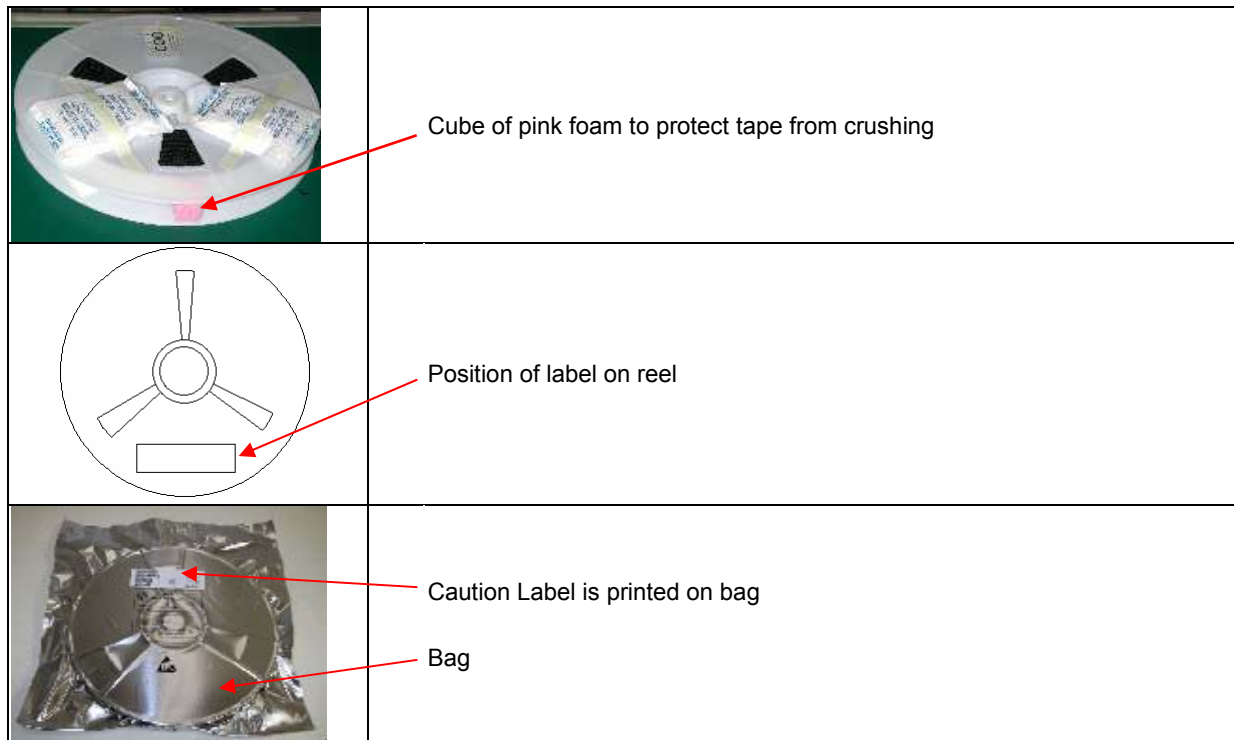 Cube of pink foam to protect tape from crushing
Position of label on reel
Caution Label is printed on bag
Bag